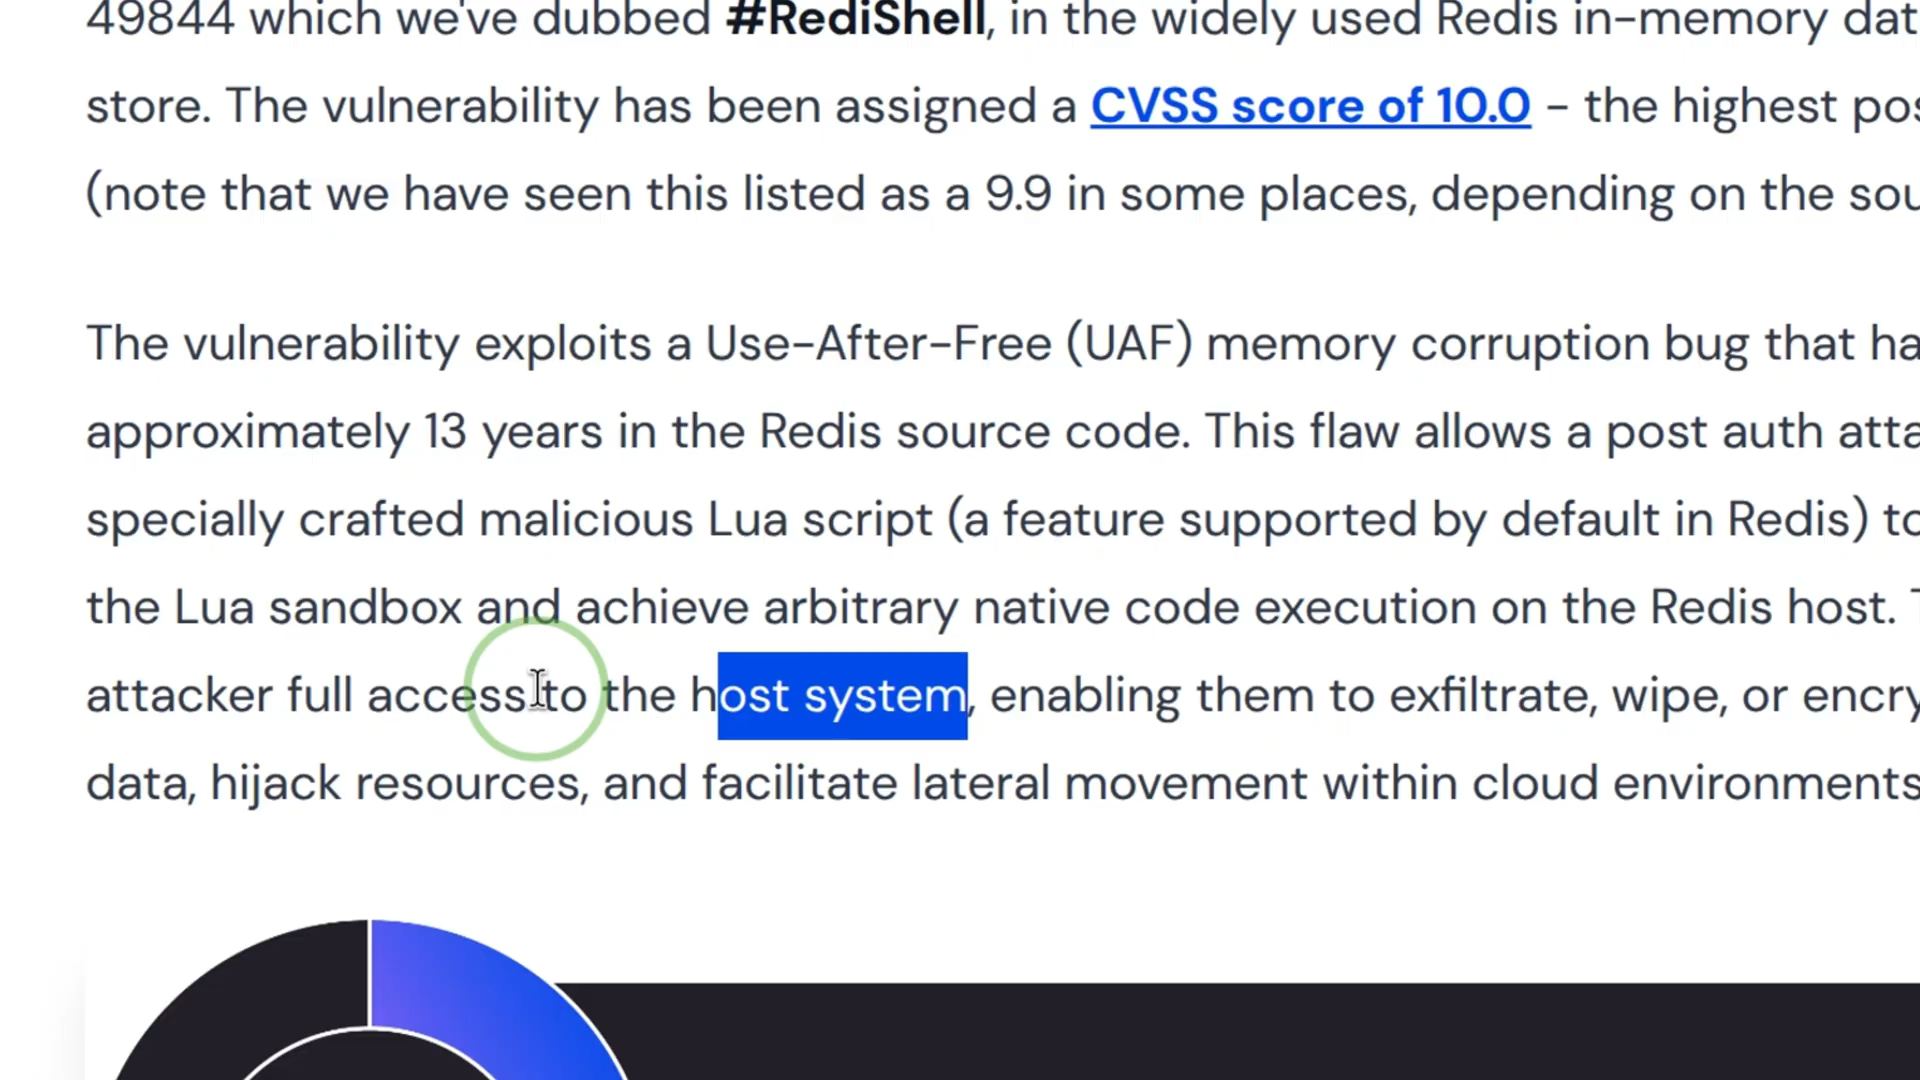 49844 which we've dubbed #RediShell, in the widely used Redis in-memory dat
store. The vulnerability has been assigned a CVSS score of 10.0 – the highest pos
(note that we have seen this listed as a 9.9 in some places, depending on the sou
The vulnerability exploits a Use-After-Free (UAF) memory corruption bug that ha
approximately 13 years in the Redis source code. This flaw allows a post auth atta
specially crafted malicious Lua script (a feature supported by default in Redis) to
the Lua sandbox and achieve arbitrary native code execution on the Redis host. T
attacker full access to the host system, enabling them to exfiltrate, wipe, or encry
data, hijack resources, and facilitate lateral movement within cloud environments